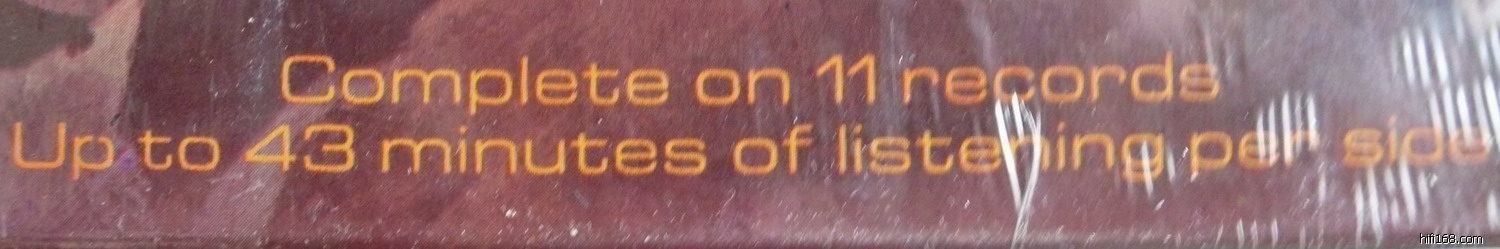 Complete on 11 records
Up to 43 minutes of listening per side
hifi168.com